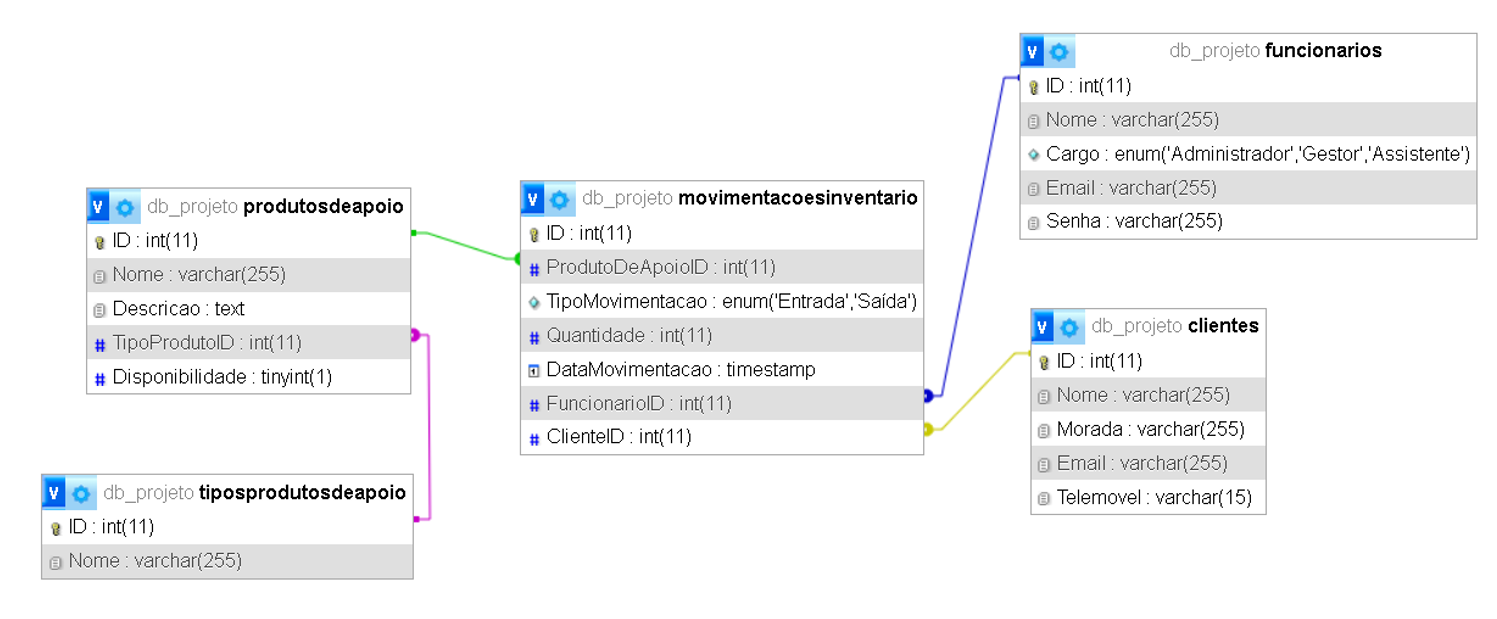 db_projeto funcionarios
ID : int(11)
Nome : varchar(255)
Cargo : enum('Administrador','Gestor','Assistente')
Email : varchar(255)
Senha : varchar(255)
db_projeto produtosdeapoio
ID : int(11)
Nome : varchar(255)
Descricao : text
TipoProdutoID : int(11)
Disponibilidade : tinyint(1)
db_projeto movimentacoesinventario
ID : int(11)
ProdutoDeApoioID : int(11)
TipoMovimentacao : enum('Entrada','Saída')
Quantidade : int(11)
DataMovimentacao : timestamp
FuncionarioID : int(11)
ClienteID : int(11)
db_projeto clientes
ID : int(11)
Nome : varchar(255)
Morada : varchar(255)
Email : varchar(255)
Telemovel : varchar(15)
db_projeto tiposprodutosdeapoio
ID : int(11)
Nome : varchar(255)